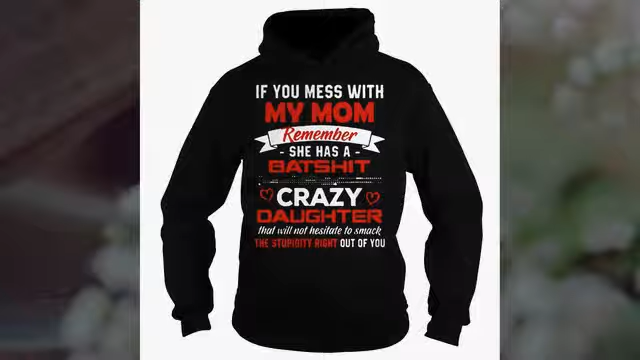 IF YOU MESS WITH
MY MOM
Remember
- SHE HAS A -
BATSHIT
CRAZY
DAUGHTER
that will not hesitate to smack
THE STUPIDITY RIGHT OUT OF YOU